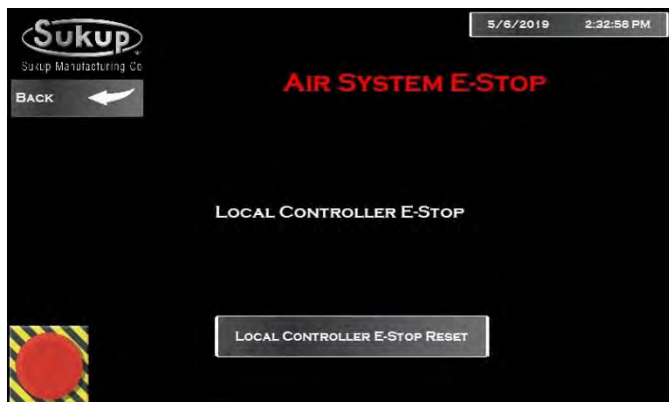 Sukup
Sukup Manufacturing Co
5/6/2019 2:32:58 PM
BACK
AIR SYSTEM E-STOP
LOCAL CONTROLLER E-STOP
LOCAL CONTROLLER E-STOP RESET